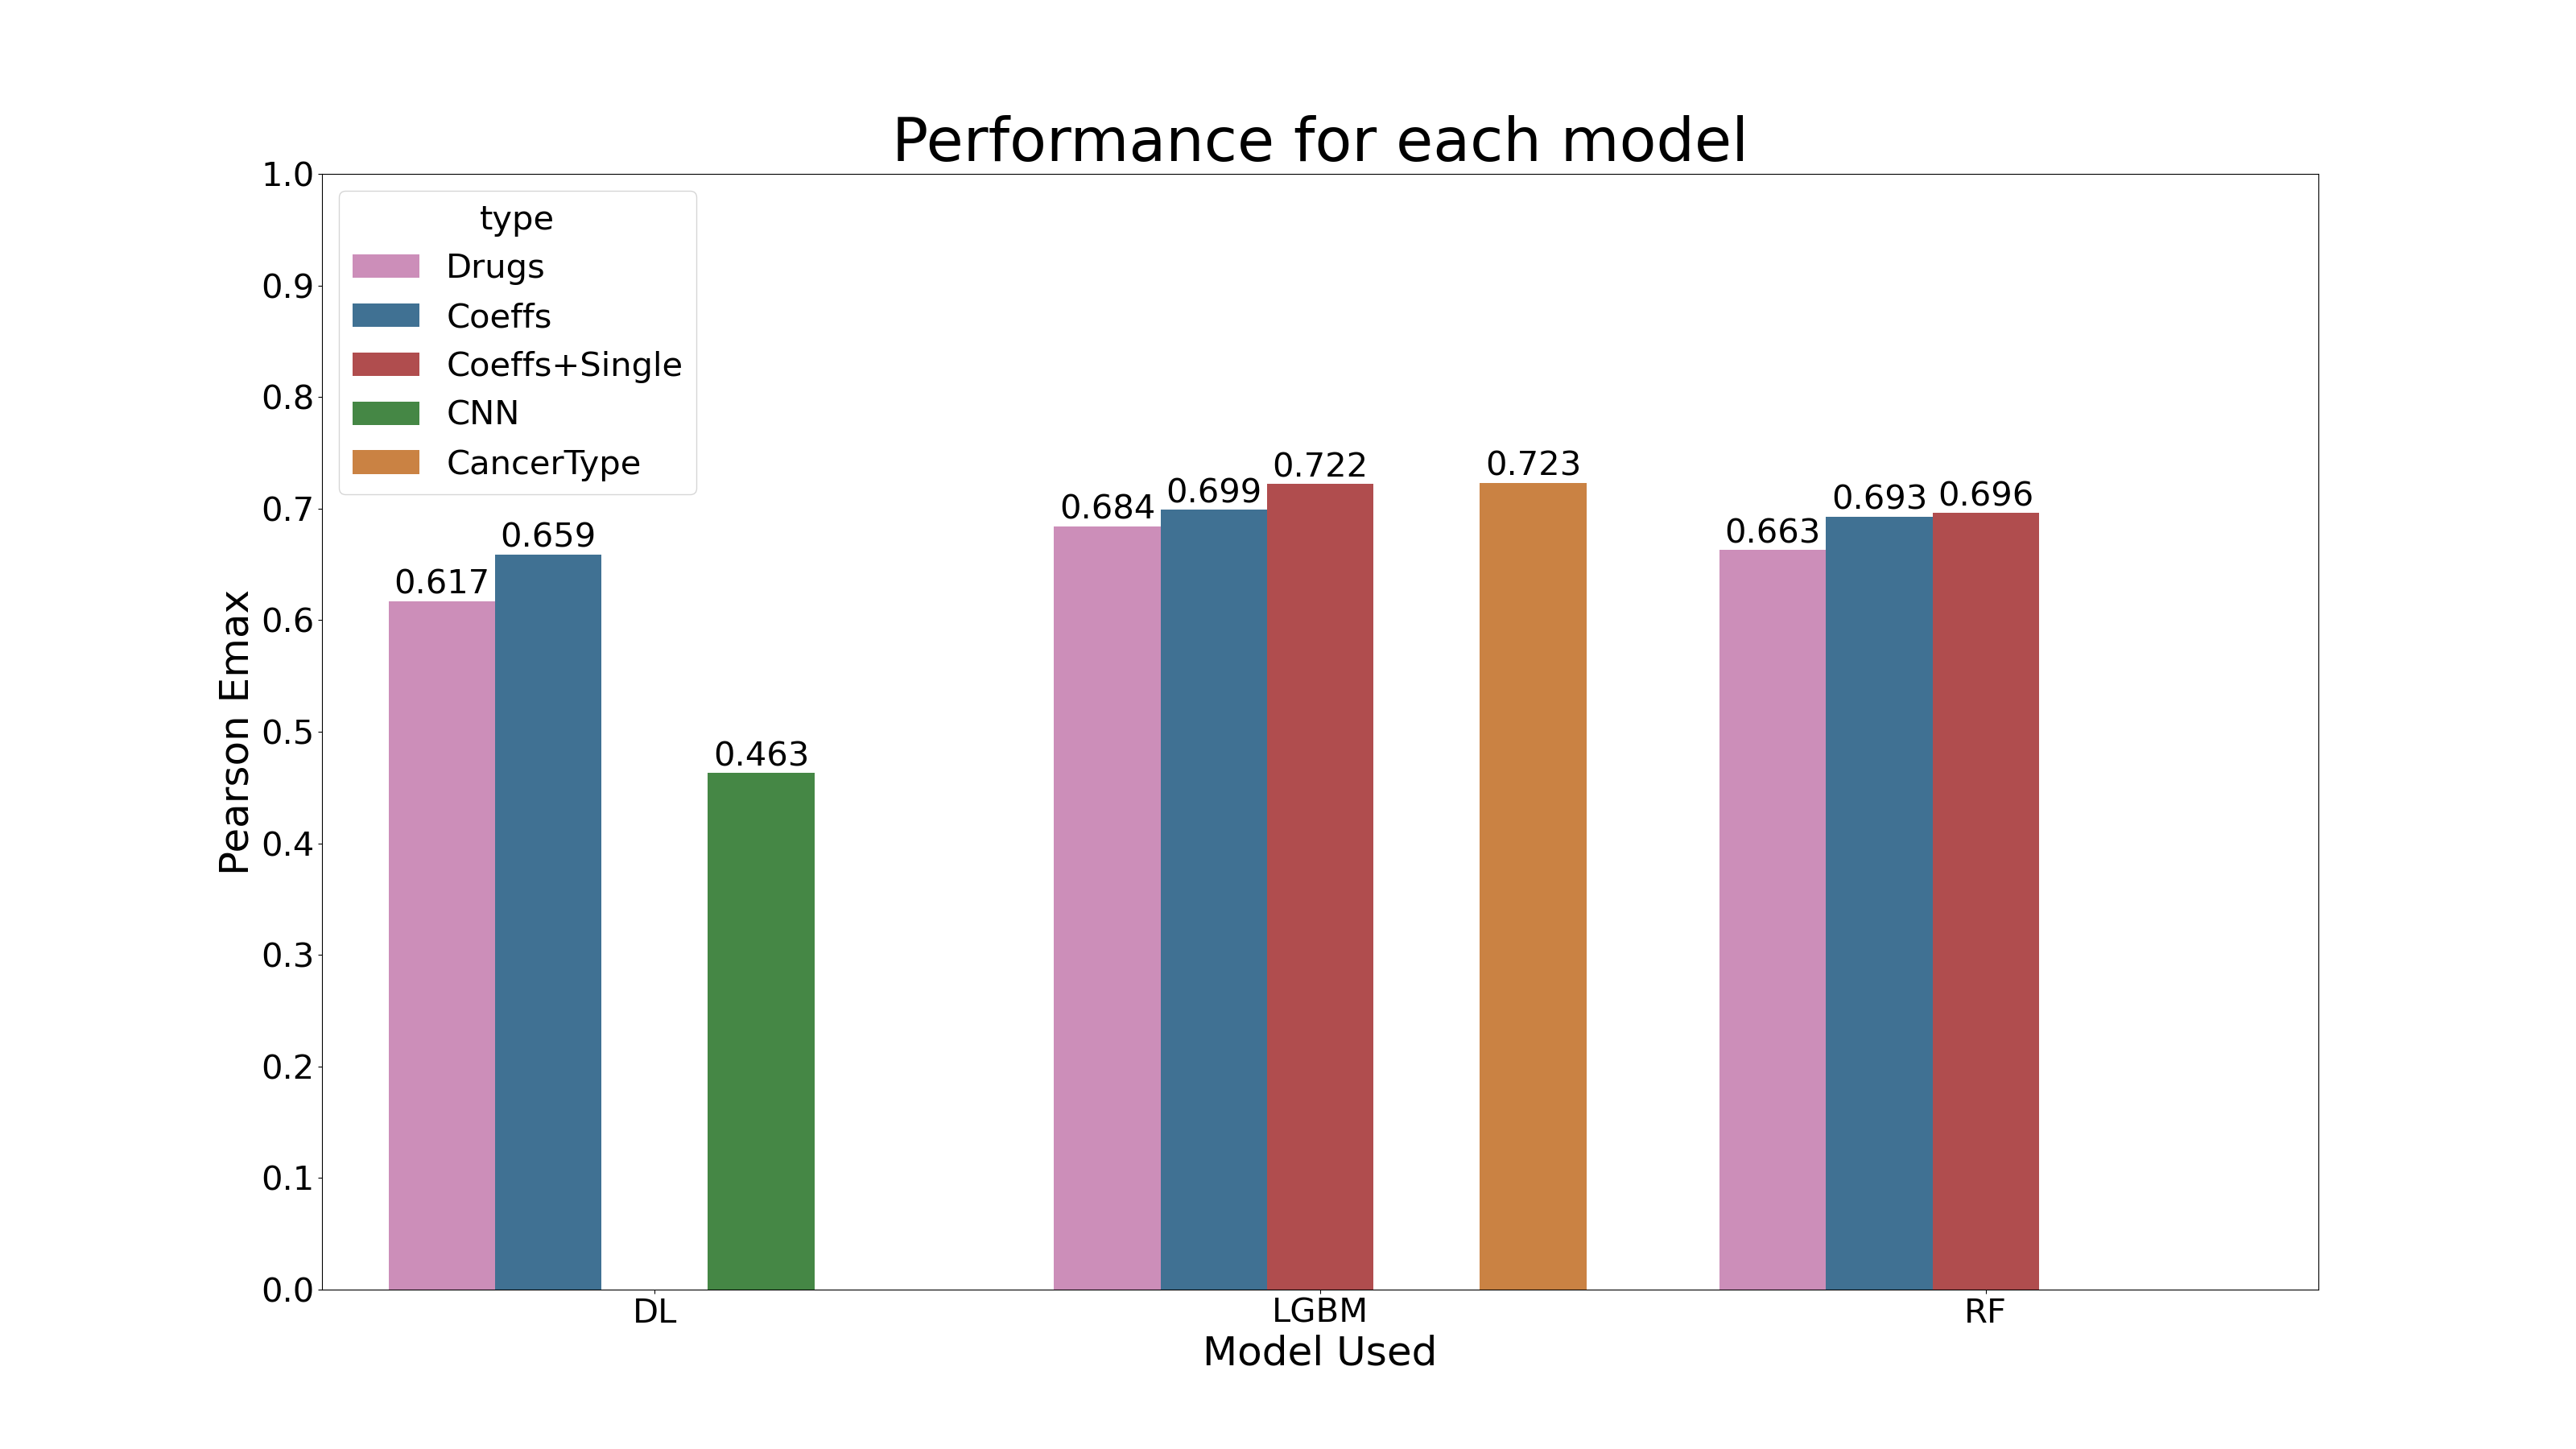 Performance for each model
1.0
0.9
0.8
0.7
0.6
0.5
0.4
0.3
0.2
0.1
0.0
Pearson Emax
type
Drugs
Coeffs
Coeffs+Single
CNN
CancerType
0.617
0.659
0.463
0.684
0.699
0.722
0.723
0.663
0.693
0.696
DL
LGBM
RF
Model Used